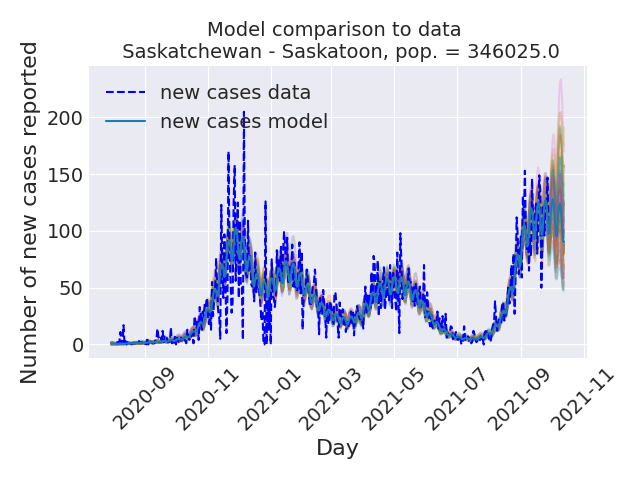 Model comparison to data
Saskatchewan - Saskatoon, pop. = 346025.0
new cases data
new cases model
Number of new cases reported
200
150
100
50
0
2020-09
2020-11
2021-01
2021-03
2021-05
2021-07
2021-09
2021-11
Day